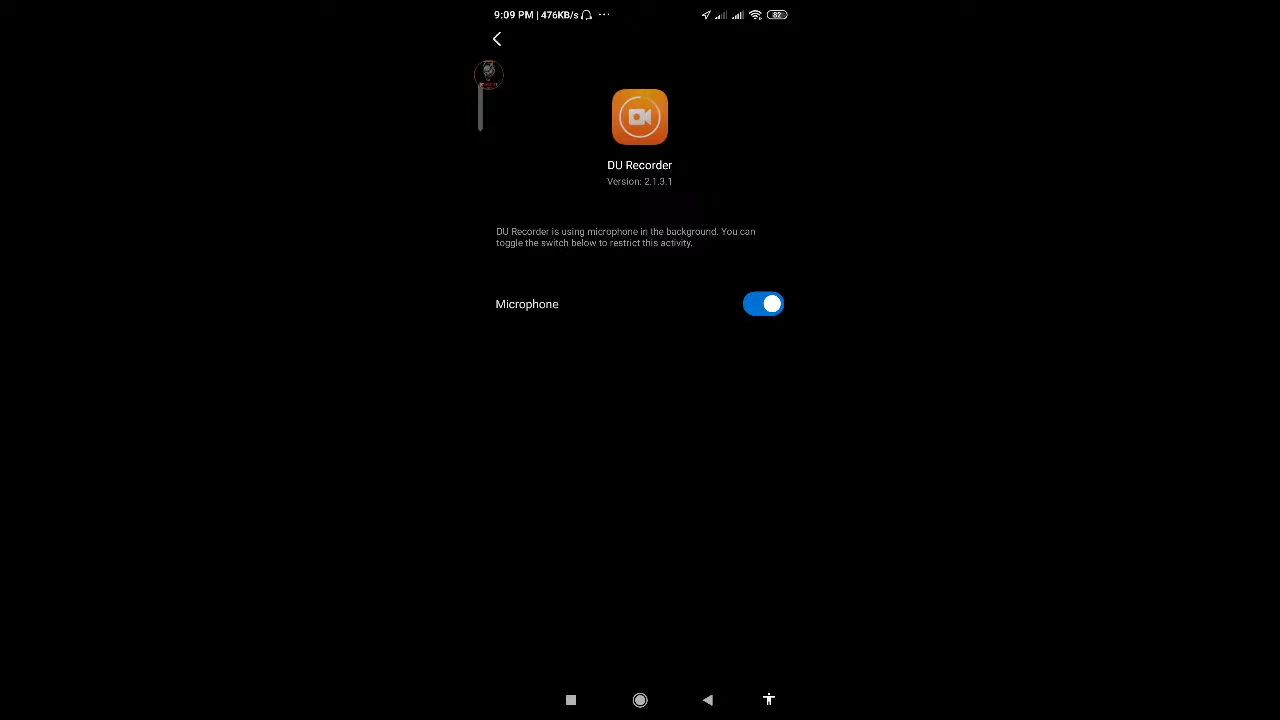 9:09 PM | 476KB/s ... 82
DU Recorder
Version: 2.1.3.1
DU Recorder is using microphone in the background. You can
toggle the switch below to restrict this activity.
Microphone